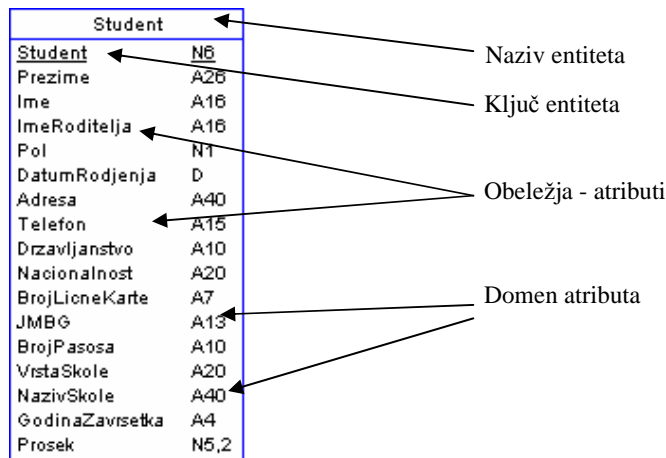 Student
Student N6
Prezime A26
Ime A16
ImeRoditelja A16
Pol N1
DatumRodjenja D
Adresa A40
Telefon A15
Drzavljanstvo A10
Nacionalnost A20
BrojLicneKarte A7
JMBG A13
BrojPasosa A10
VrstaSkole A20
NazivSkole A40
GodinaZavrsetka A4
Prosek N5,2
Naziv entiteta
Ključ entiteta
Obeležja - atributi
Domen atributa